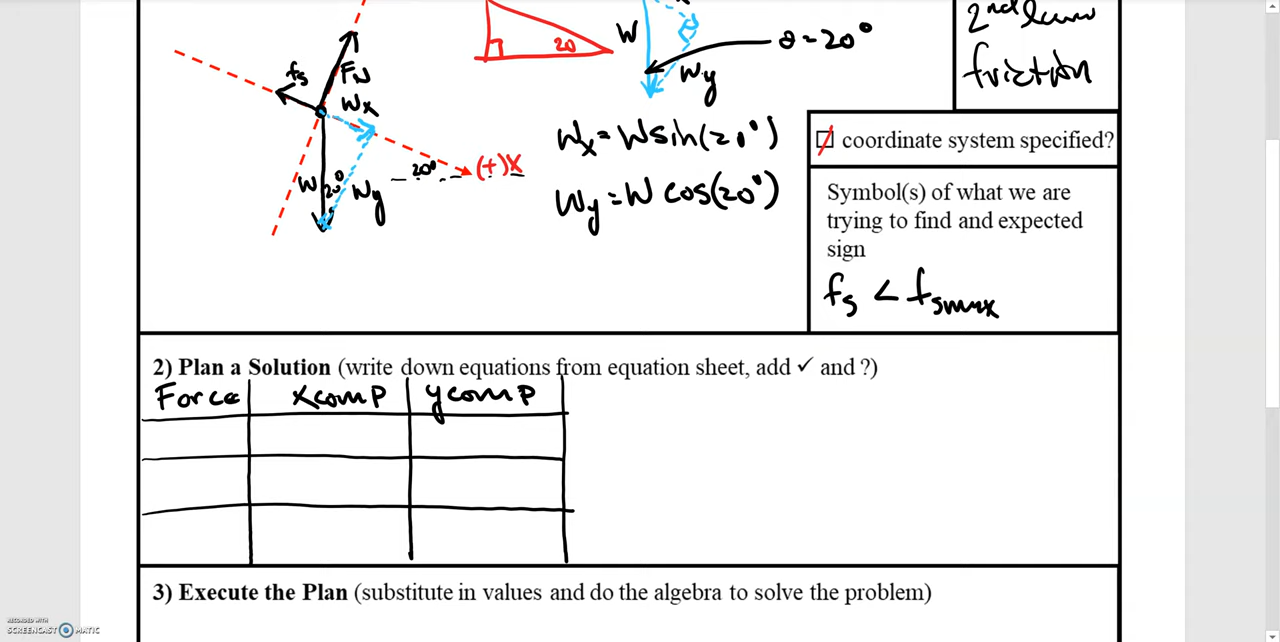 2nd law
friction
fs
FN
Wx
W
20°
Wy
20°
(+)x
20
W
Wy
θ=20°
Wx=Wsin(20°)
Wy=Wcos(20°)
coordinate system specified?
Symbol(s) of what we are
trying to find and expected
sign
fs < fsmax
2) Plan a Solution (write down equations from equation sheet, add ✓ and ?)
Force xcomp ycomp
3) Execute the Plan (substitute in values and do the algebra to solve the problem)
RECORDED WITH
SCREENCAST MATIC